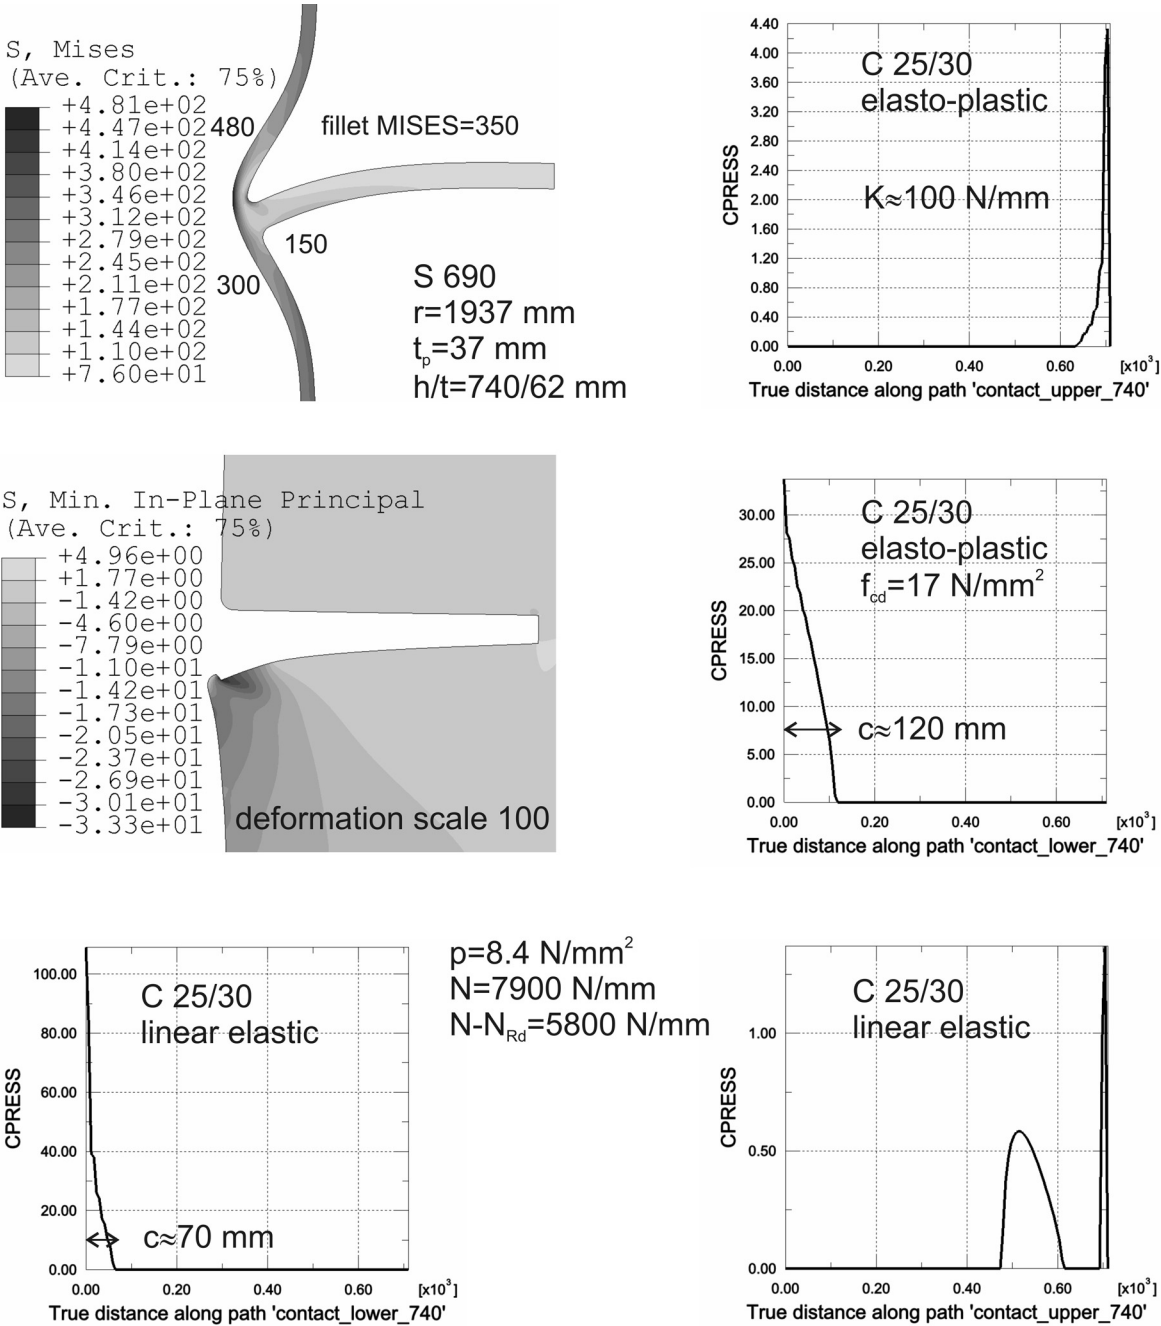 S, Mises
(Ave. Crit.: 75%)
+4.81e+02
+4.47e+02
+4.14e+02
+3.80e+02
+3.46e+02
+3.12e+02
+2.79e+02
+2.45e+02
+2.11e+02
+1.77e+02
+1.44e+02
+1.10e+02
+7.60e+01
480
fillet MISES=350
150
300
S 690
r=1937 mm
tp=37 mm
h/t=740/62 mm
4.40
4.00
3.60
3.20
2.80
2.40
2.00
1.60
1.20
0.80
0.40
0.00
CPRESS
C 25/30
elasto-plastic
K≈100 N/mm
0.00 0.20 0.40 0.60 [x10³]
True distance along path 'contact_upper_740'
S, Min. In-Plane Principal
(Ave. Crit.: 75%)
+4.96e+00
+1.77e+00
-1.42e+00
-4.60e+00
-7.79e+00
-1.10e+01
-1.42e+01
-1.73e+01
-2.05e+01
-2.37e+01
-2.69e+01
-3.01e+01
-3.33e+01
deformation scale 100
30.00
25.00
20.00
15.00
10.00
5.00
0.00
CPRESS
C 25/30
elasto-plastic
fcd=17 N/mm²
c≈120 mm
0.00 0.20 0.40 0.60 [x10³]
True distance along path 'contact_lower_740'
100.00
80.00
60.00
40.00
20.00
0.00
CPRESS
C 25/30
linear elastic
c≈70 mm
0.00 0.20 0.40 0.60 [x10³]
True distance along path 'contact_lower_740'
p=8.4 N/mm²
N=7900 N/mm
N-NRd=5800 N/mm
1.00
0.50
0.00
CPRESS
C 25/30
linear elastic
0.00 0.20 0.40 0.60 [x10³]
True distance along path 'contact_upper_740'